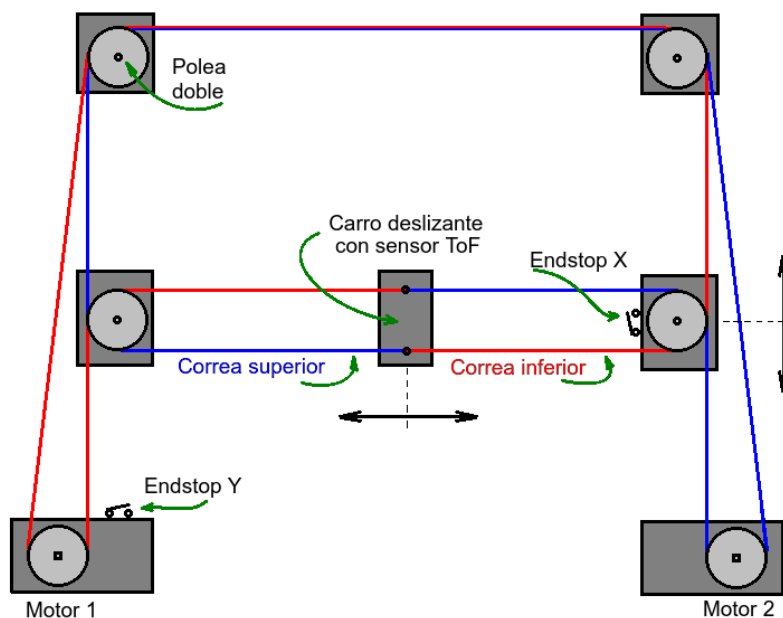 Polea
doble
Carro deslizante
con sensor ToF
Endstop X
Correa superior
Correa inferior
Endstop Y
Motor 1
Motor 2